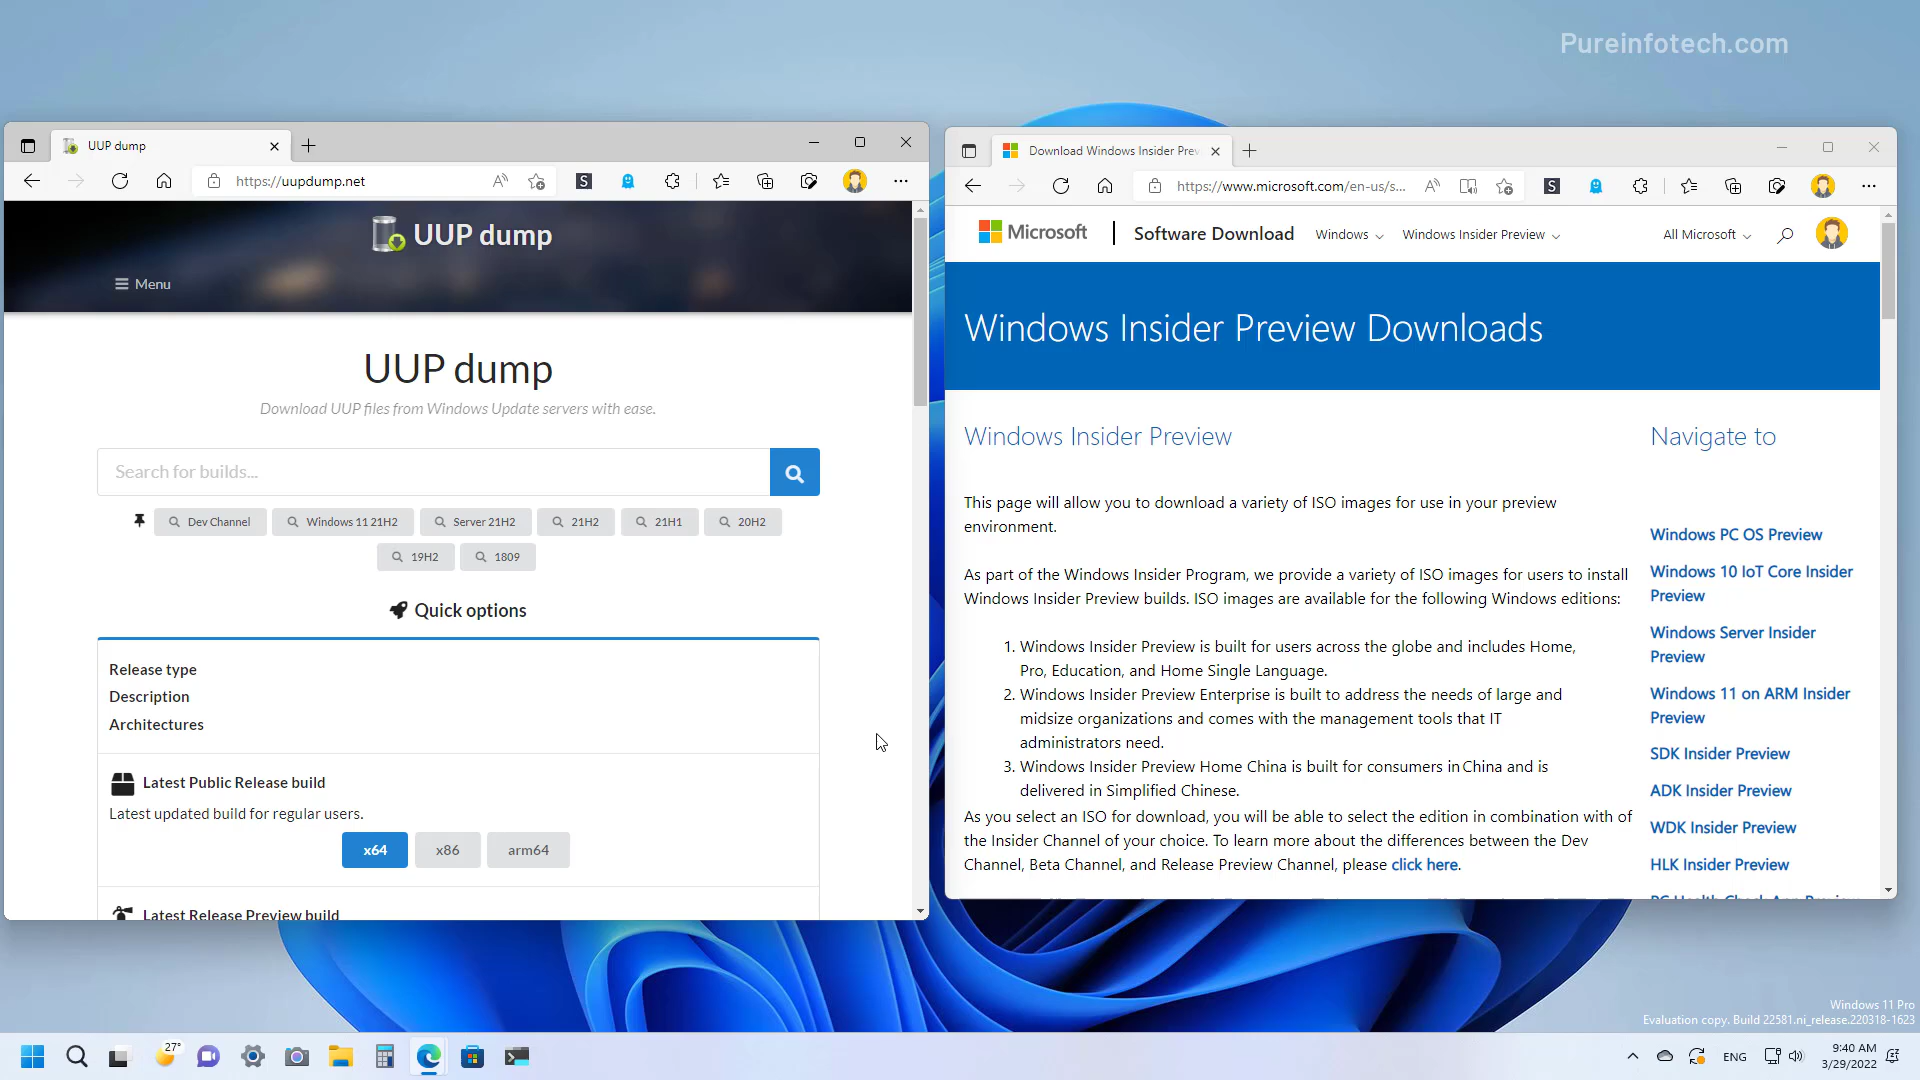 Pureinfotech.com
UUP dump
https://uupdump.net
UUP dump
Menu
UUP dump
Download UUP files from Windows Update servers with ease.
Search for builds...
Dev Channel
Windows 11 21H2
Server 21H2
21H2
21H1
20H2
19H2
1809
Quick options
Release type
Description
Architectures
Latest Public Release build
Latest updated build for regular users.
x64
x86
arm64
Latest Release Preview build
Download Windows Insider Prev
https://www.microsoft.com/en-us/s...
Microsoft
Software Download
Windows
Windows Insider Preview
All Microsoft
Windows Insider Preview Downloads
Windows Insider Preview
This page will allow you to download a variety of ISO images for use in your preview
environment.
As part of the Windows Insider Program, we provide a variety of ISO images for users to install
Windows Insider Preview builds. ISO images are available for the following Windows editions:
1. Windows Insider Preview is built for users across the globe and includes Home,
Pro, Education, and Home Single Language.
2. Windows Insider Preview Enterprise is built to address the needs of large and
midsize organizations and comes with the management tools that IT
administrators need.
3. Windows Insider Preview Home China is built for consumers in China and is
delivered in Simplified Chinese.
As you select an ISO for download, you will be able to select the edition in combination with of
the Insider Channel of your choice. To learn more about the differences between the Dev
Channel, Beta Channel, and Release Preview Channel, please click here.
Navigate to
Windows PC OS Preview
Windows 10 IoT Core Insider
Preview
Windows Server Insider
Preview
Windows 11 on ARM Insider
Preview
SDK Insider Preview
ADK Insider Preview
WDK Insider Preview
HLK Insider Preview
PC Health Check App Preview
Windows 11 Pro
Evaluation copy. Build 22581.ni_release.220318-1623
27°
ENG
9:40 AM
3/29/2022